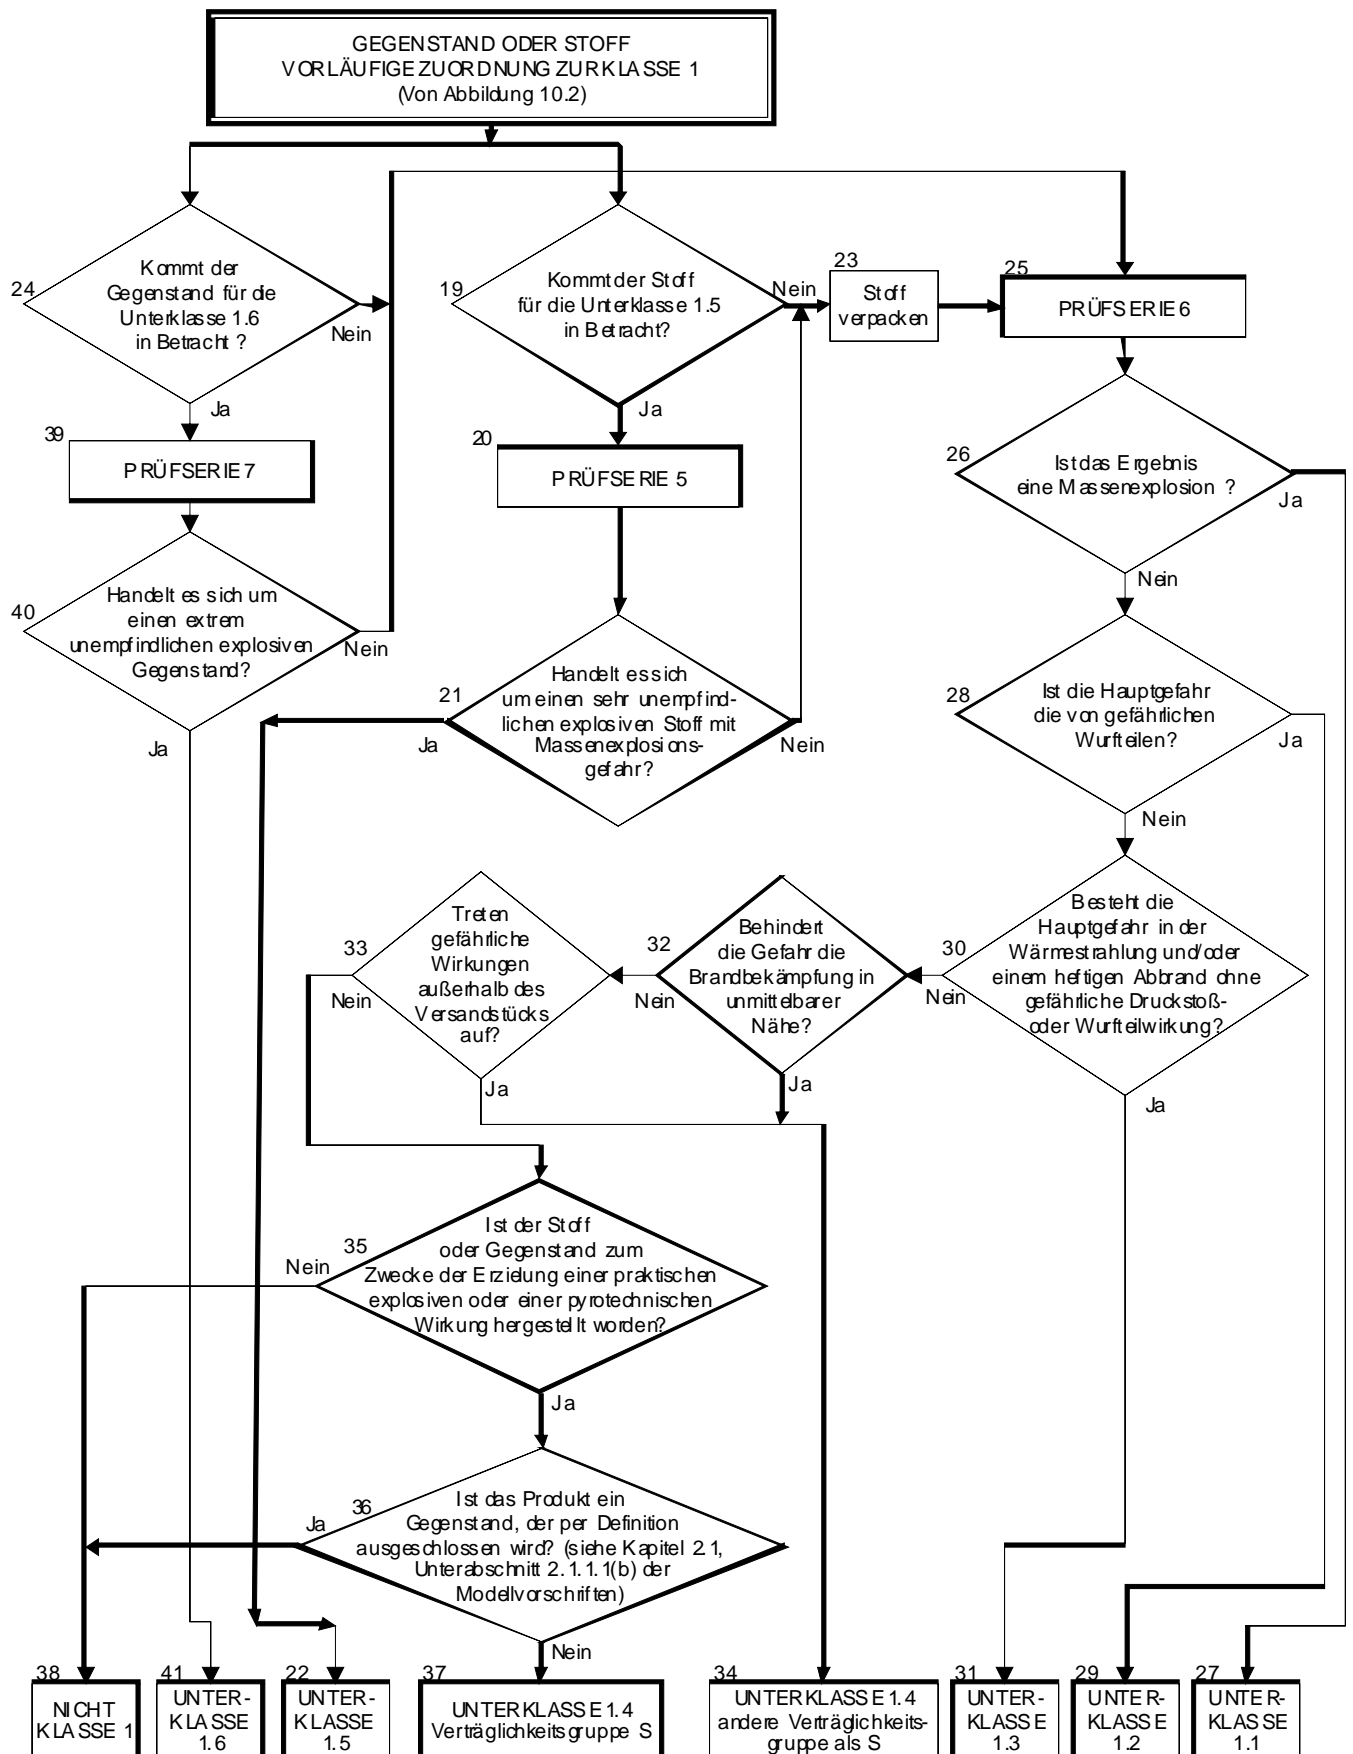 GEGENSTAND ODER STOFF
VORLÄUFIGE ZUORDNUNG ZUR KLASSE 1
(Von Abbildung 10.2)
24
Kommt der
Gegenstand für die
Unterklasse 1.6
in Betracht ?
Nein
Ja
19
Kommt der Stoff
für die Unterklasse 1.5
in Betracht?
Nein
Ja
23
Stoff
verpacken
25
PRÜFSERIE 6
39
PRÜFSERIE 7
20
PRÜFSERIE 5
26
Ist das Ergebnis
eine Massenexplosion ?
Ja
Nein
40
Handelt es sich um
einen extrem
unempfindlichen explosiven
Gegenstand?
Nein
Ja
21
Handelt es sich
um einen sehr unempfind-
lichen explosiven Stoff mit
Massenexplosions-
gefahr?
Ja
Nein
28
Ist die Hauptgefahr
die von gefährlichen
Wurfteilen?
Ja
Nein
33
Treten
gefährliche
Wirkungen
außerhalb des
Versandstücks
auf?
Nein
Ja
32
Behindert
die Gefahr die
Brandbekämpfung in
unmittelbarer
Nähe?
Nein
Ja
30
Besteht die
Hauptgefahr in der
Wärmestrahlung und/oder
einem heftigen Abbrand ohne
gefährliche Druckstoß-
oder Wurfteilwirkung?
Nein
Ja
35
Ist der Stoff
oder Gegenstand zum
Zwecke der Erzielung einer praktischen
explosiven oder einer pyrotechnischen
Wirkung hergestellt worden?
Nein
Ja
36
Ist das Produkt ein
Gegenstand, der per Definition
ausgeschlossen wird? (siehe Kapitel 2.1,
Unterabschnitt 2.1.1.1(b) der
Modellvorschriften)
Ja
Nein
38
NICHT
KLASSE 1
41
UNTER-
KLASSE
1.6
22
UNTER-
KLASSE
1.5
37
UNTERKLASSE 1.4
Verträglichkeitsgruppe S
34
UNTERKLASSE 1.4
andere Verträglichkeits-
gruppe als S
31
UNTER-
KLASSE
1.3
29
UNTER-
KLASSE
1.2
27
UNTER-
KLASSE
1.1